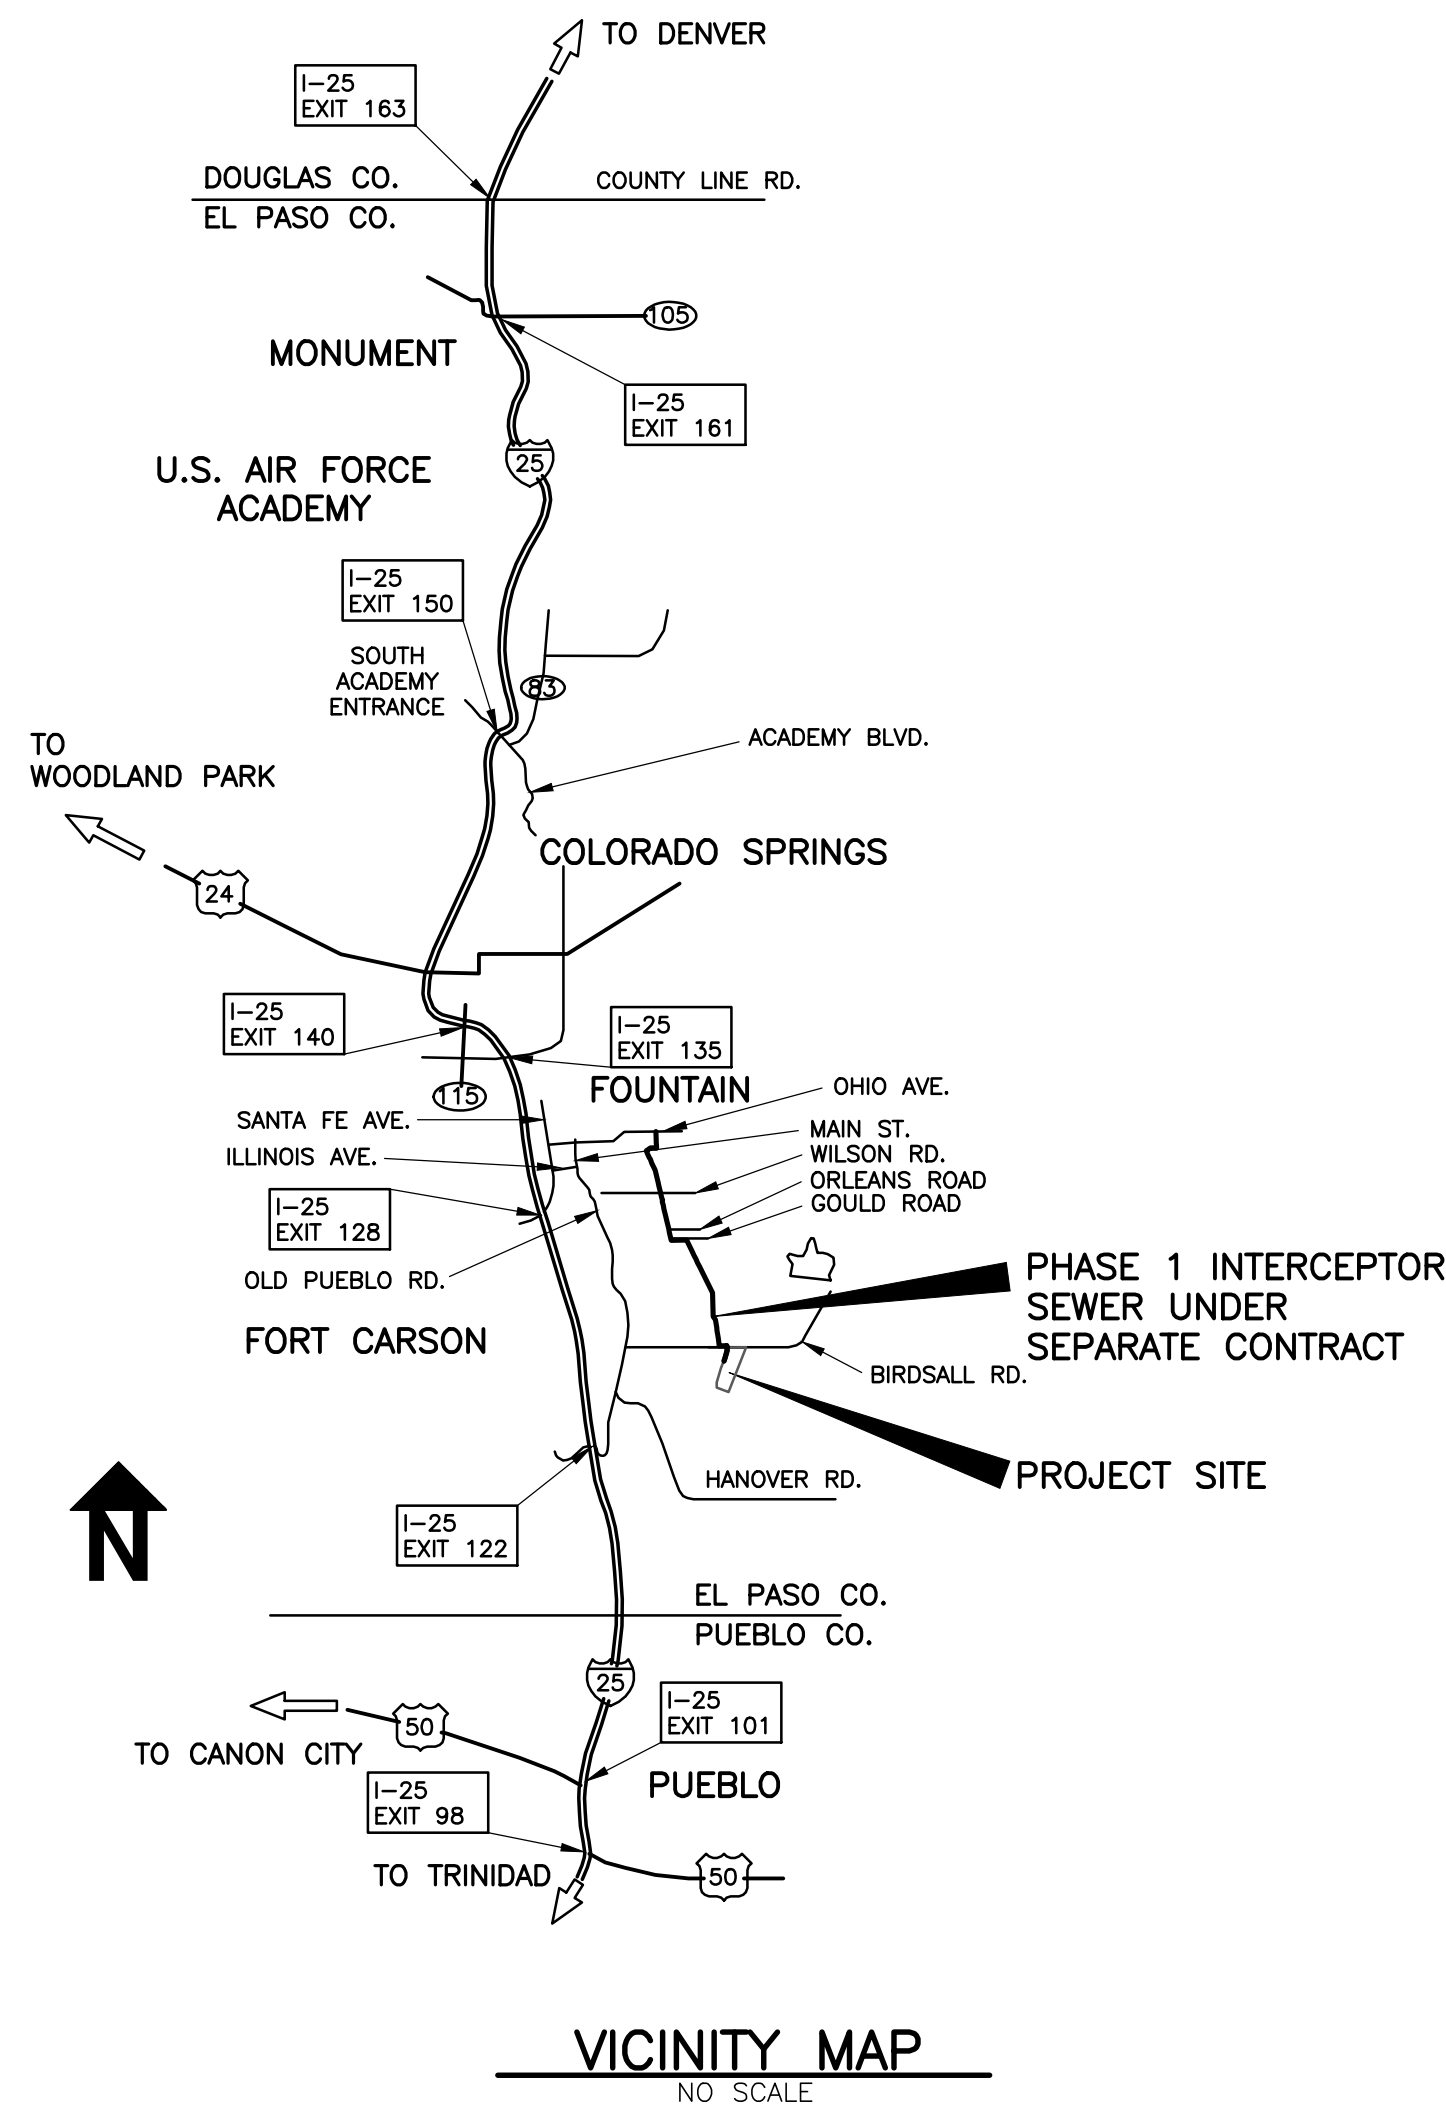 TO DENVER
I-25
EXIT 163
DOUGLAS CO.
COUNTY LINE RD.
EL PASO CO.
105
MONUMENT
I-25
EXIT 161
25
U.S. AIR FORCE
ACADEMY
I-25
EXIT 150
SOUTH
ACADEMY
ENTRANCE
83
ACADEMY BLVD.
TO
WOODLAND PARK
24
COLORADO SPRINGS
I-25
EXIT 140
I-25
EXIT 135
115
FOUNTAIN
OHIO AVE.
SANTA FE AVE.
MAIN ST.
ILLINOIS AVE.
WILSON RD.
ORLEANS ROAD
GOULD ROAD
I-25
EXIT 128
OLD PUEBLO RD.
PHASE 1 INTERCEPTOR
SEWER UNDER
SEPARATE CONTRACT
FORT CARSON
BIRDSALL RD.
PROJECT SITE
HANOVER RD.
N
I-25
EXIT 122
EL PASO CO.
PUEBLO CO.
25
I-25
EXIT 101
50
TO CANON CITY
PUEBLO
I-25
EXIT 98
TO TRINIDAD
50
VICINITY MAP
NO SCALE